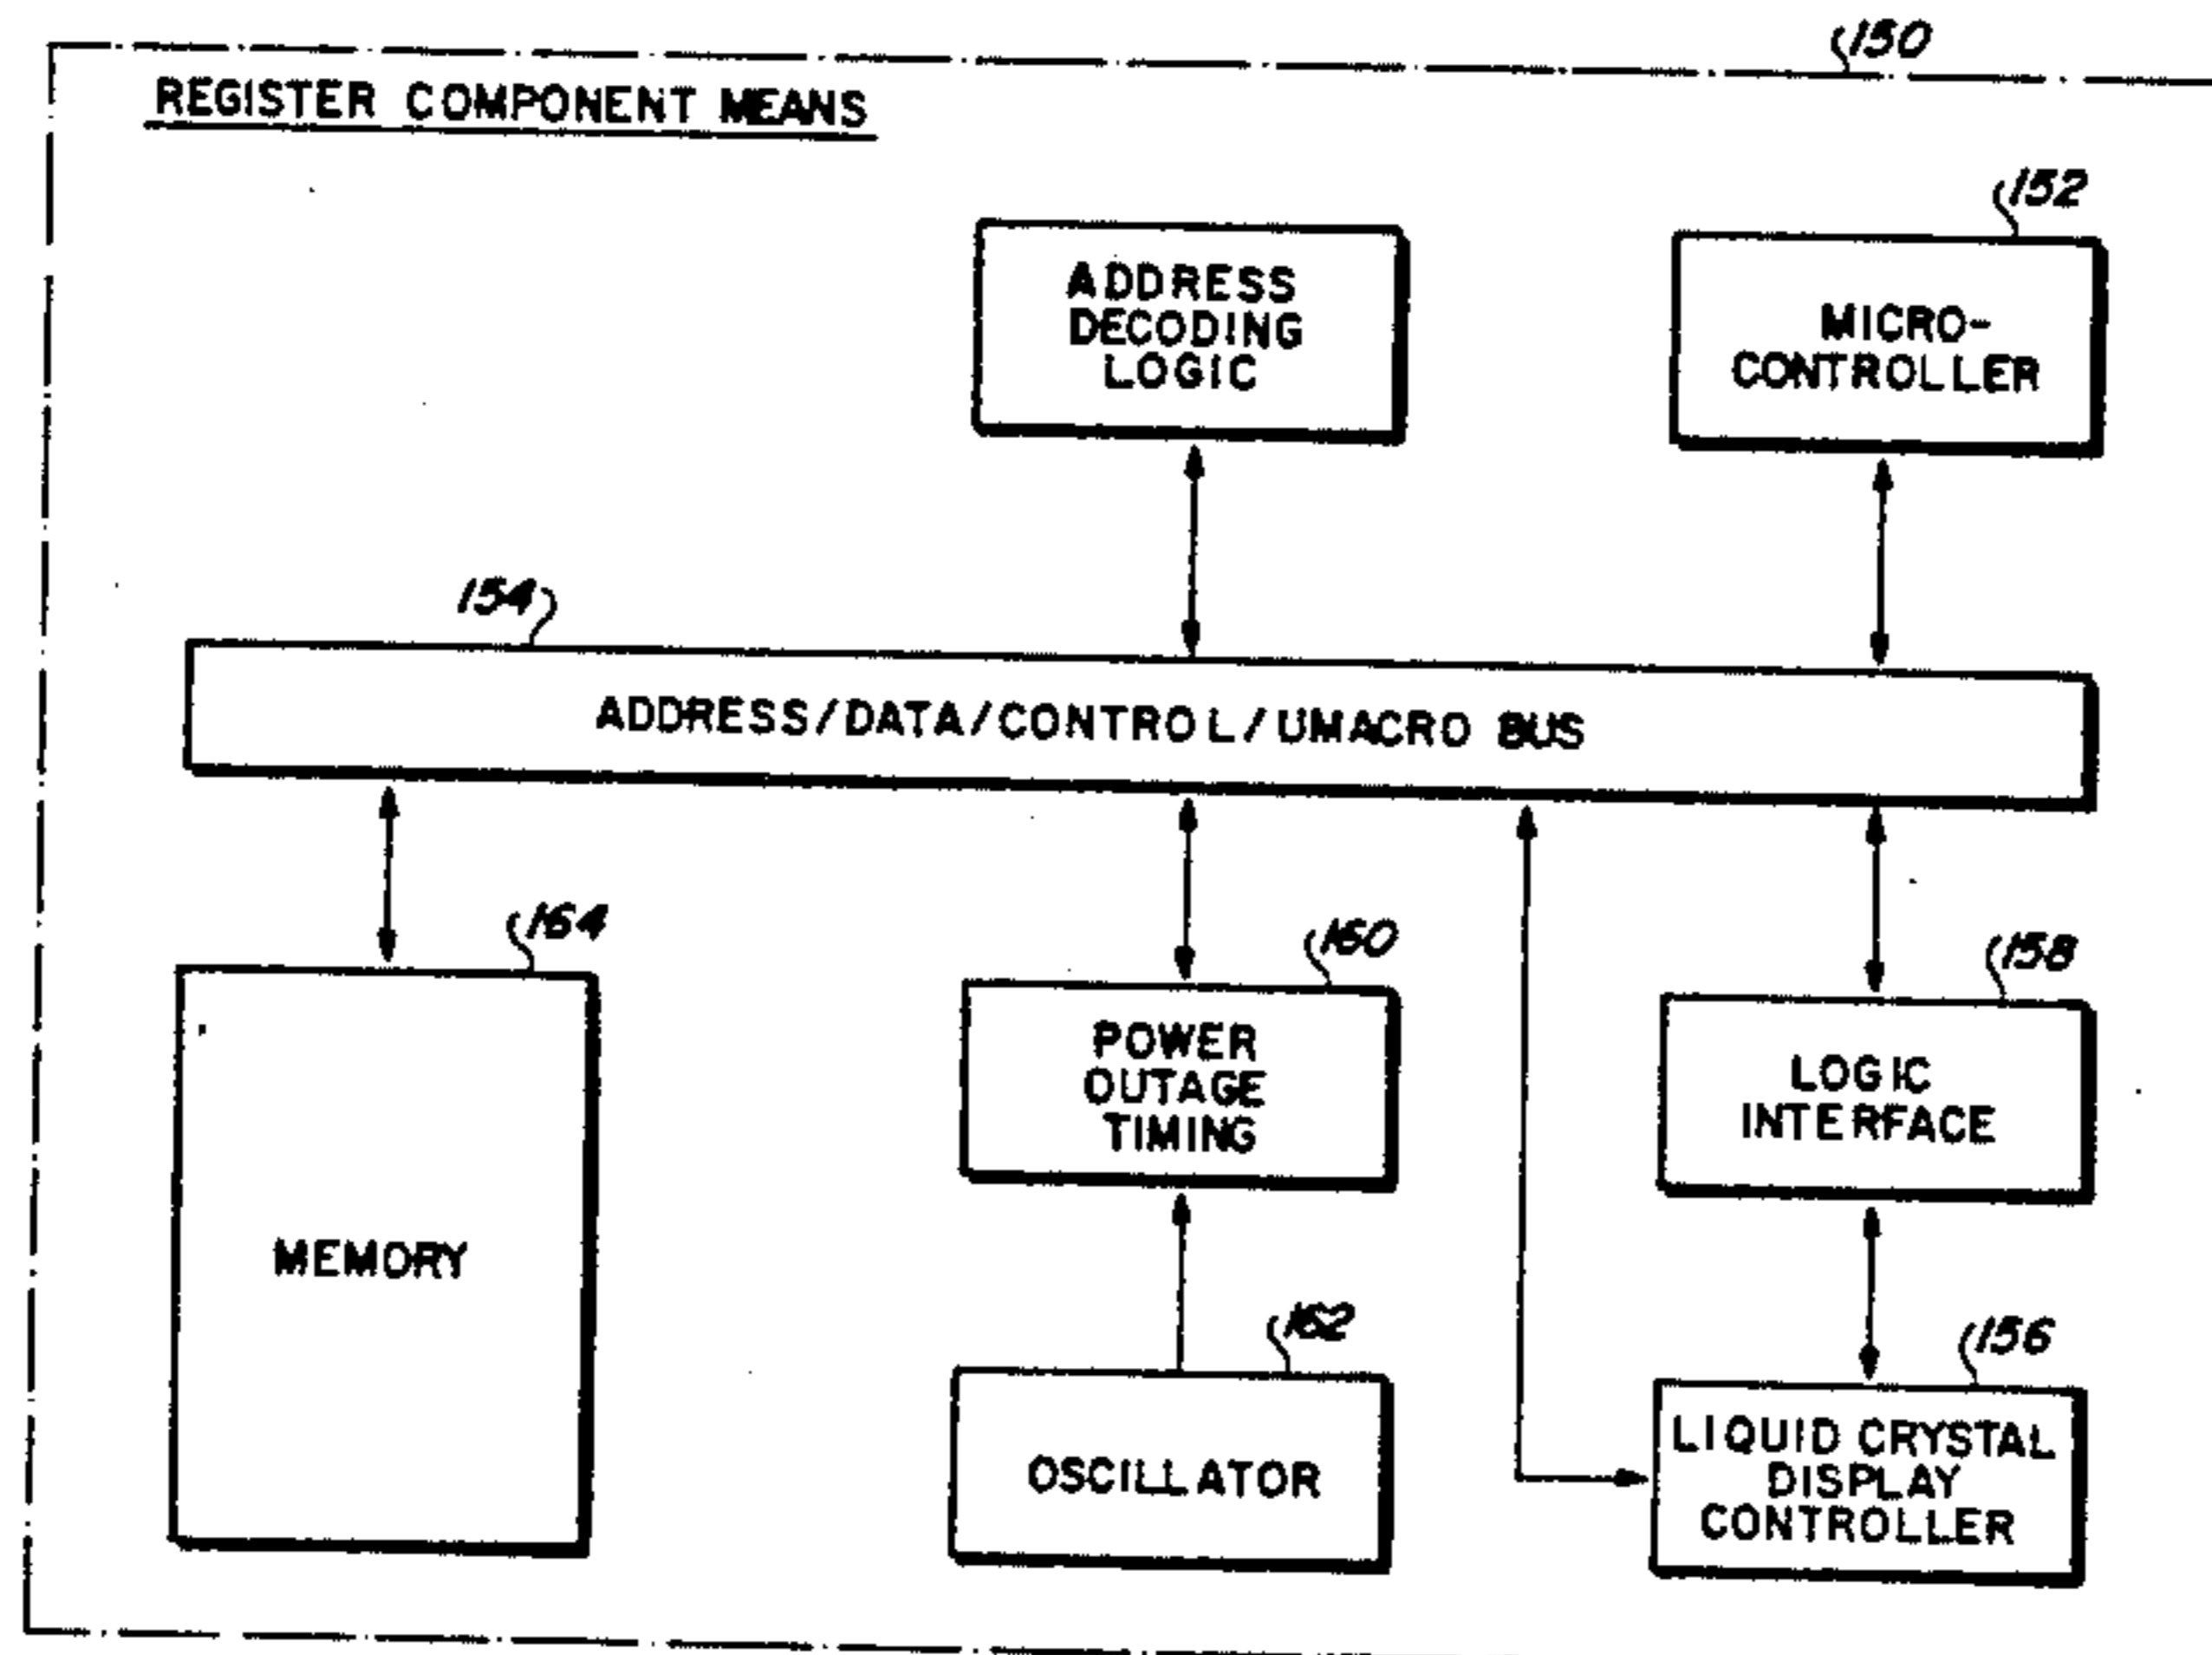 150
REGISTER COMPONENT MEANS
152
ADDRESS
DECODING
LOGIC
MICRO-
CONTROLLER
154
ADDRESS/DATA/CONTROL/UMACRO BUS
164
160
158
POWER
OUTAGE
TIMING
LOGIC
INTERFACE
MEMORY
162
156
OSCILLATOR
LIQUID CRYSTAL
DISPLAY
CONTROLLER